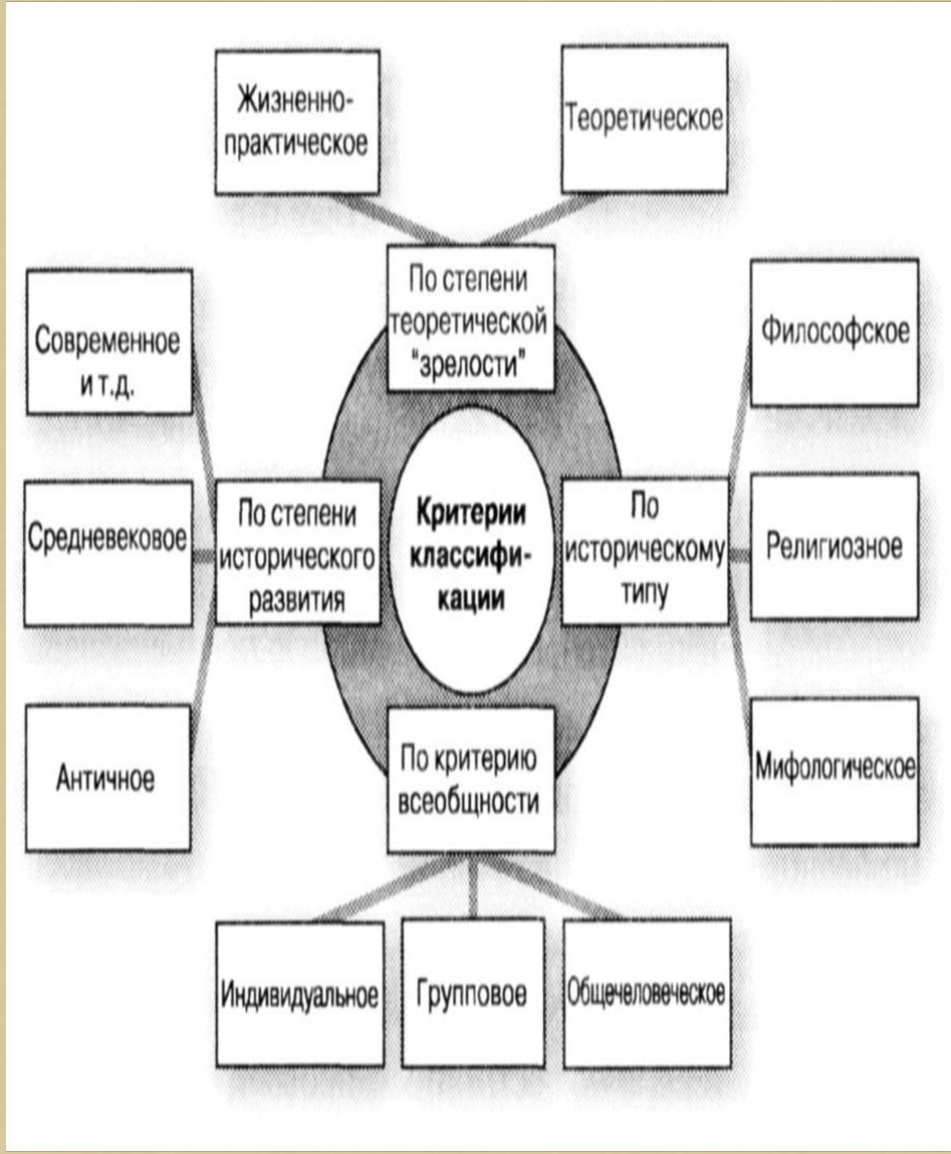 Жизненно-
практическое
Теоретическое
По степени
теоретической
"зрелости"
Современное
и т.д.
Средневековое
Античное
По степени
исторического
развития
Критерии
классифи-
кации
По
историческому
типу
Философское
Религиозное
Мифологическое
По критерию
всеобщности
Индивидуальное
Групповое
Общечеловеческое